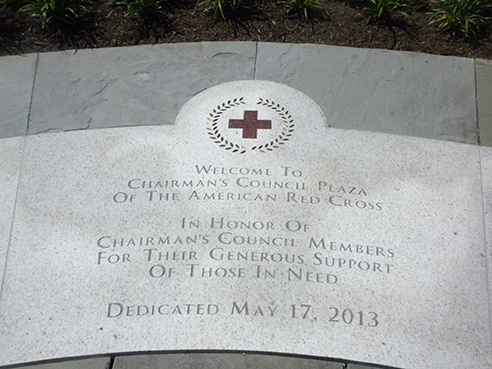 Welcome To
Chairman's Council Plaza
Of The American Red Cross
In Honor Of
Chairman's Council Members
For Their Generous Support
Of Those In Need
Dedicated May 17, 2013